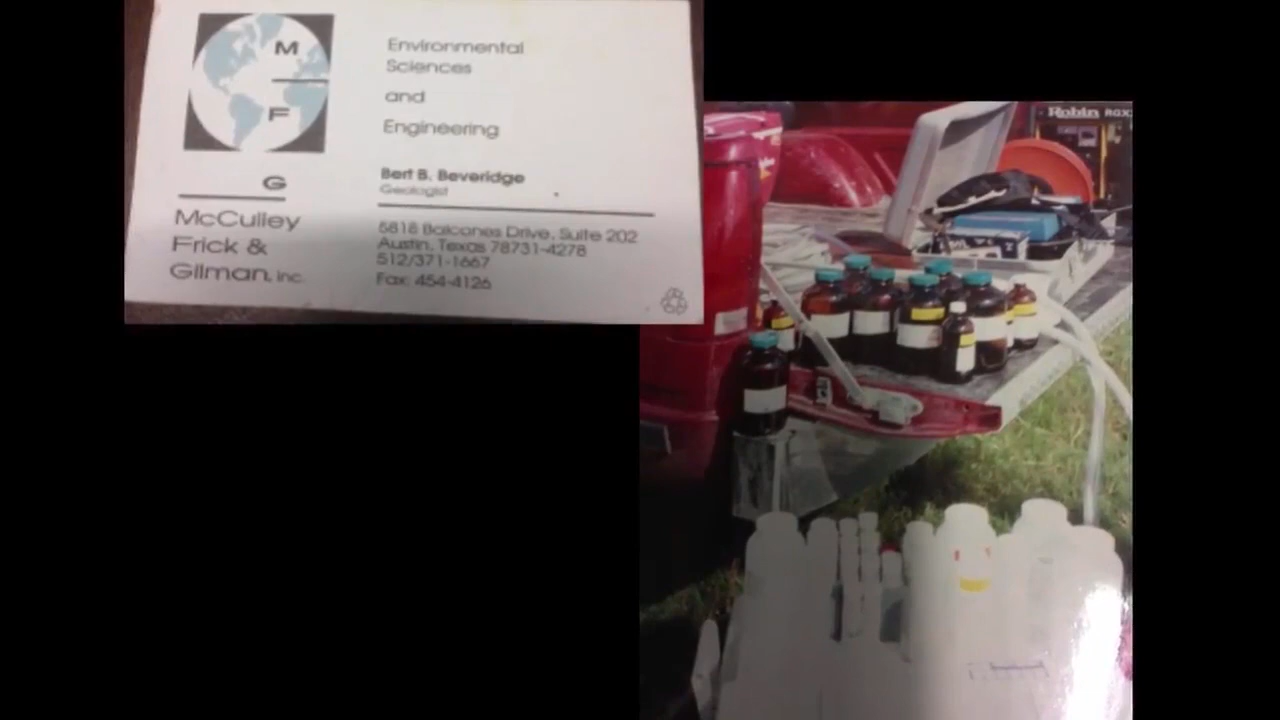 M
F
G
McCulley
Frick &
Gilman, Inc.
Environmental
Sciences
and
Engineering
Bert B. Beveridge
Geologist
5818 Balcones Drive, Suite 202
Austin, Texas 78731-4278
512/371-1667
Fax: 454-4126
Robin RGX